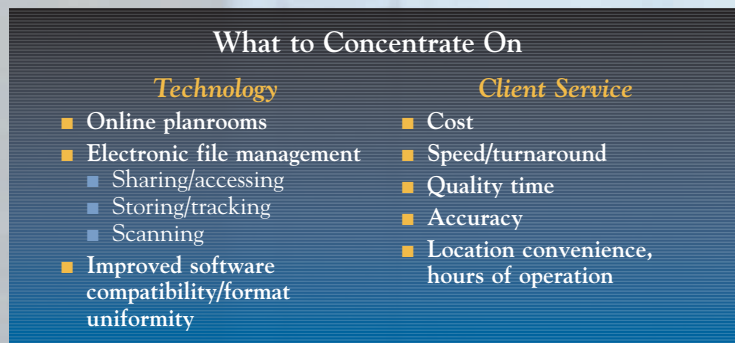 What to Concentrate On
Technology
■ Online planrooms
■ Electronic file management
■ Sharing/accessing
■ Storing/tracking
■ Scanning
■ Improved software
compatibility/format
uniformity
Client Service
■ Cost
■ Speed/turnaround
■ Quality time
■ Accuracy
■ Location convenience,
hours of operation